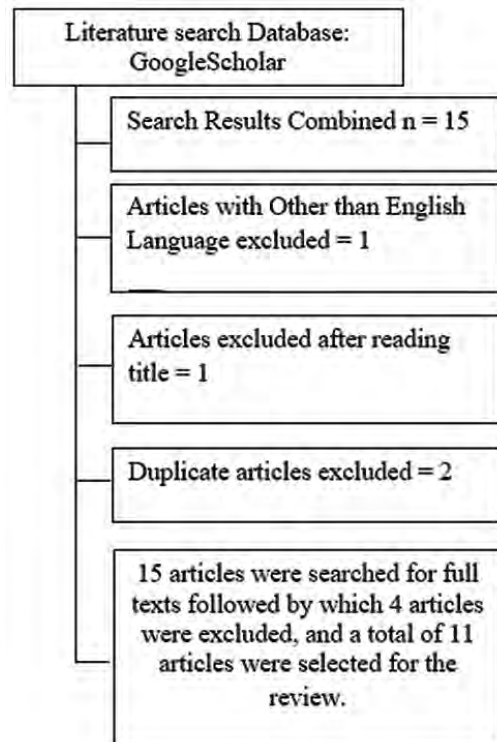 Literature search Database:
GoogleScholar
Search Results Combined n = 15
Articles with Other than English
Language excluded = 1
Articles excluded after reading
title = 1
Duplicate articles excluded = 2
15 articles were searched for full
texts followed by which 4 articles
were excluded, and a total of 11
articles were selected for the
review.